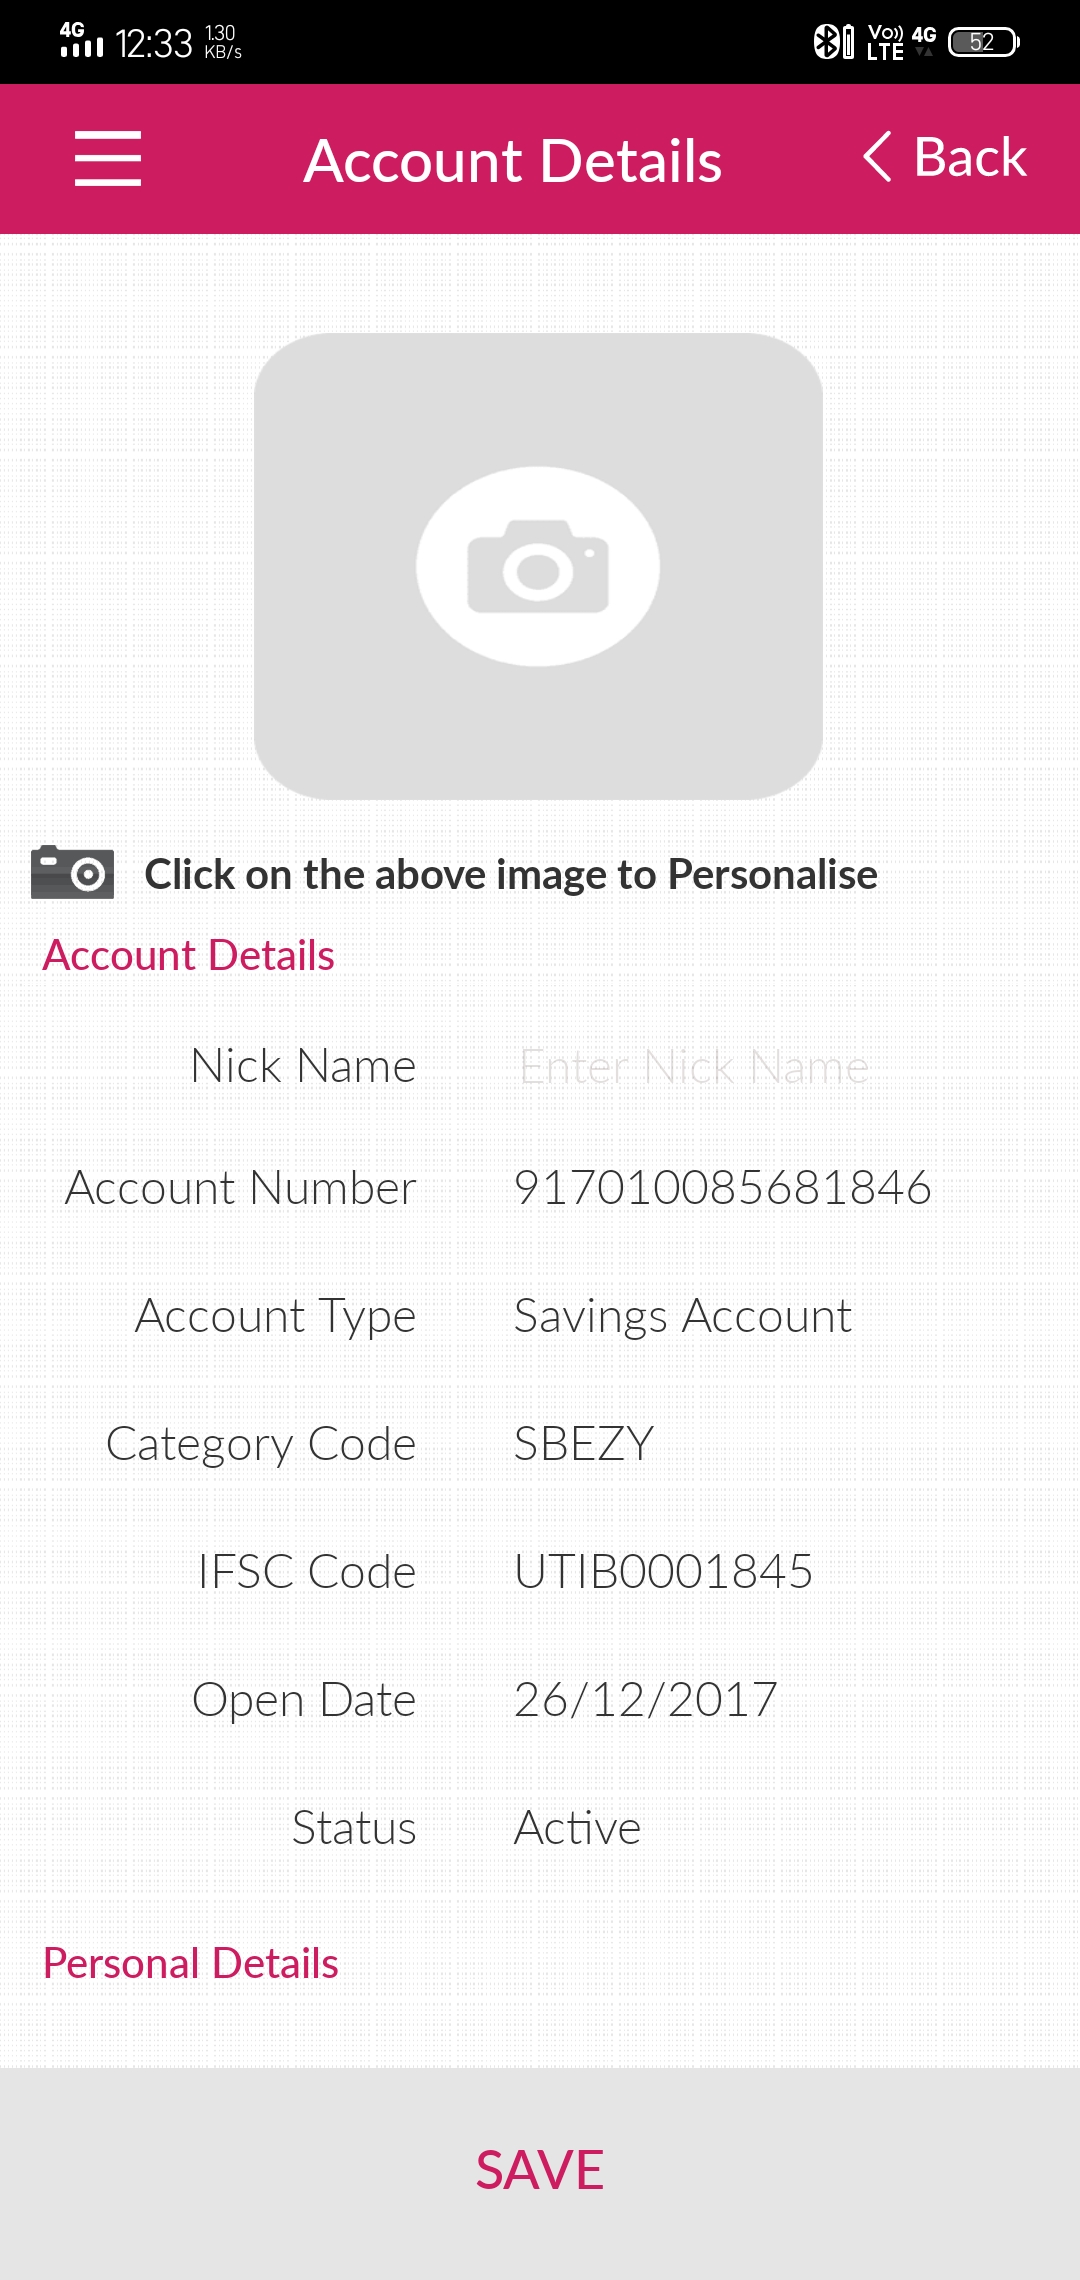 4G 12:33 1.30 KB/s Vo)) LTE 4G 52
Account Details Back
Click on the above image to Personalise
Account Details
Nick Name Enter Nick Name
Account Number 917010085681846
Account Type Savings Account
Category Code SBEZY
IFSC Code UTIB0001845
Open Date 26/12/2017
Status Active
Personal Details
SAVE